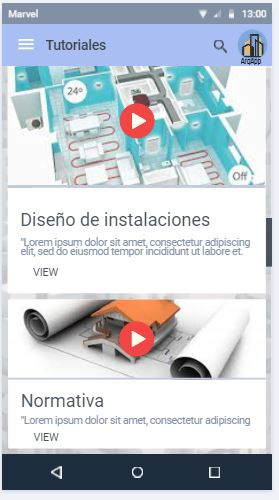 Marvel
13:00
Tutoriales
ArqApp
24º
Off
Diseño de instalaciones
"Lorem ipsum dolor sit amet, consectetur adipiscing
elit, sed do eiusmod tempor incididunt ut labore et.
VIEW
Normativa
"Lorem ipsum dolor sit amet, consectetur adipiscing
VIEW